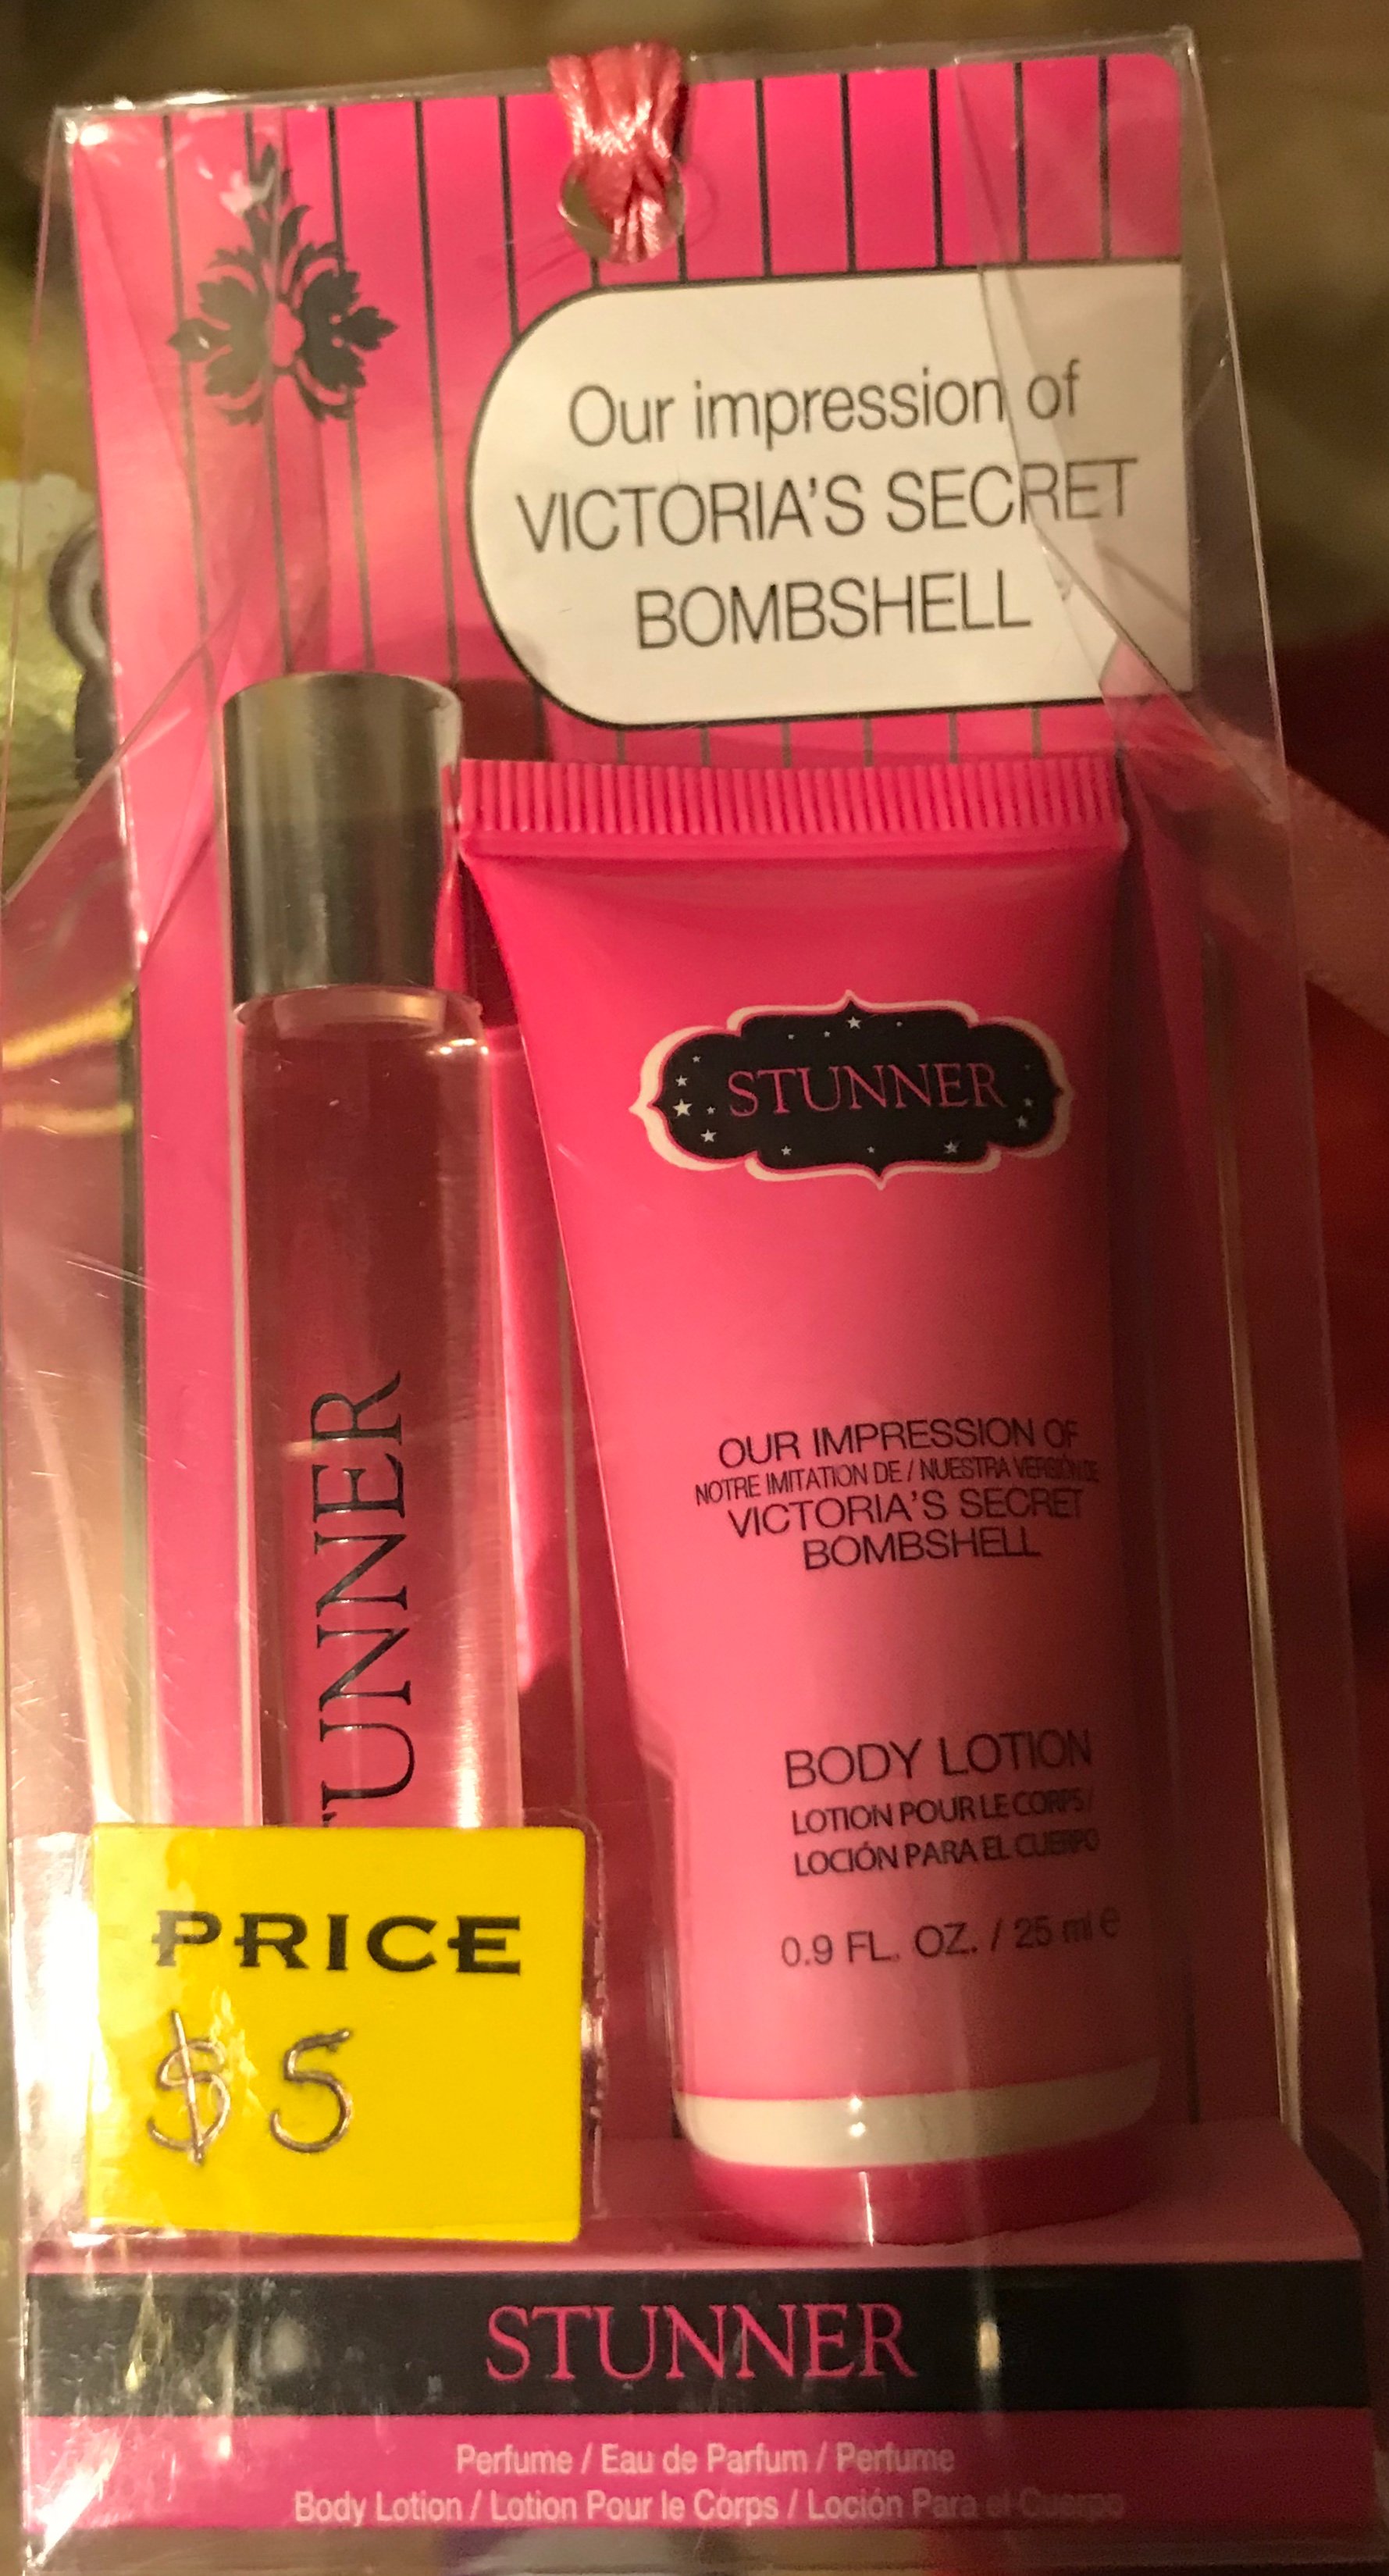 Our impression of
VICTORIA'S SECRET
BOMBSHELL
STUNNER
OUR IMPRESSION OF
NOTRE IMITATION DE / NUESTRA VERSIÓN DE
VICTORIA'S SECRET
BOMBSHELL
BODY LOTION
LOTION POUR LE CORPS /
LOCIÓN PARA EL CUERPO
0.9 FL. OZ. / 25 ml e
TUNNER
PRICE
$5
STUNNER
Perfume / Eau de Parfum / Perfume
Body Lotion / Lotion Pour le Corps / Loción Para el Cuerpo